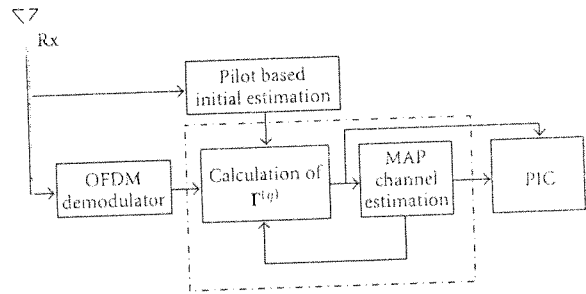 Rx
Pilot based
initial estimation
OFDM
demodulator
Calculation of
r(q)
MAP
channel
estimation
PIC